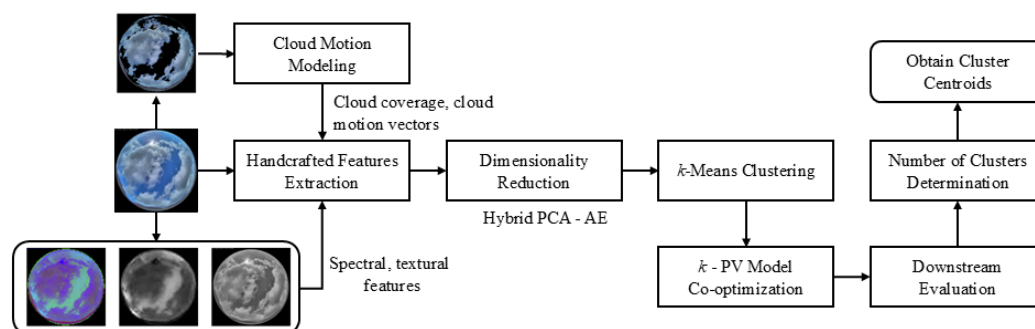 Cloud Motion
Modeling
Cloud coverage, cloud
motion vectors
Handcrafted Features
Extraction
Spectral, textural
features
Dimensionality
Reduction
Hybrid PCA - AE
k-Means Clustering
k - PV Model
Co-optimization
Downstream
Evaluation
Number of Clusters
Determination
Obtain Cluster
Centroids